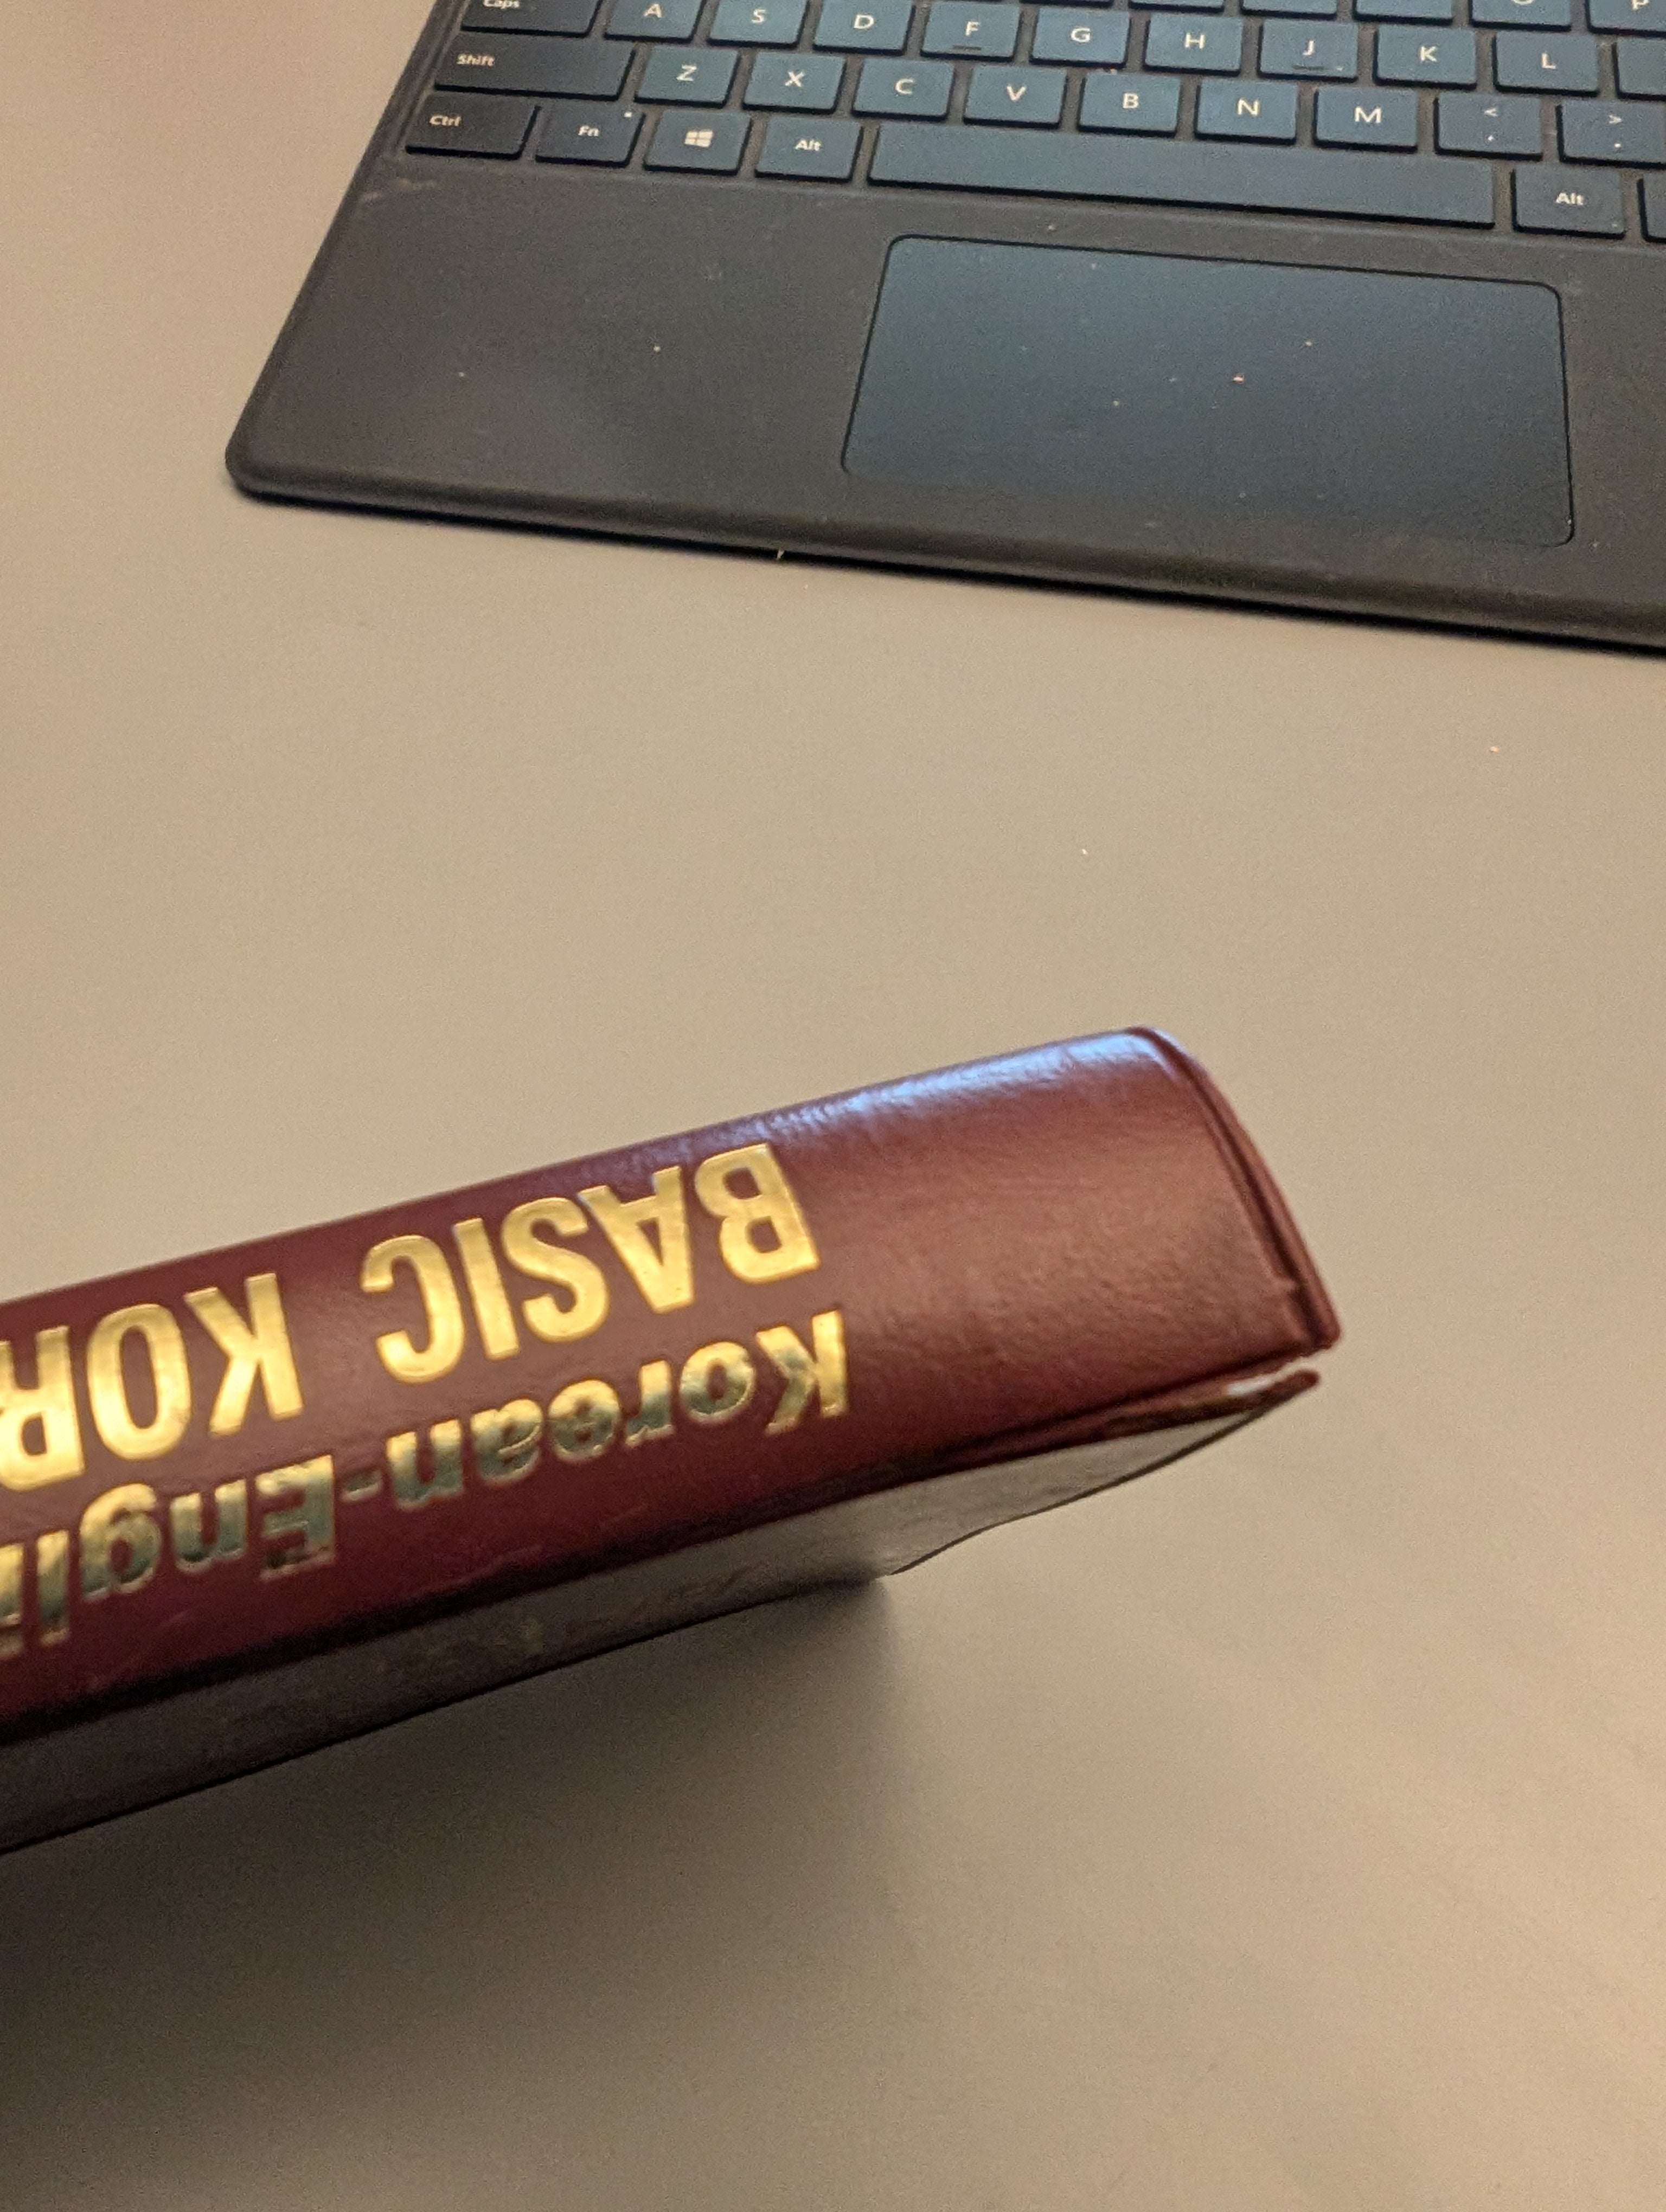 Caps A S D F G H J K L
Shift Z X C V B N M < , > .
Ctrl Fn Alt Alt
Korean-Engli
BASIC KOR